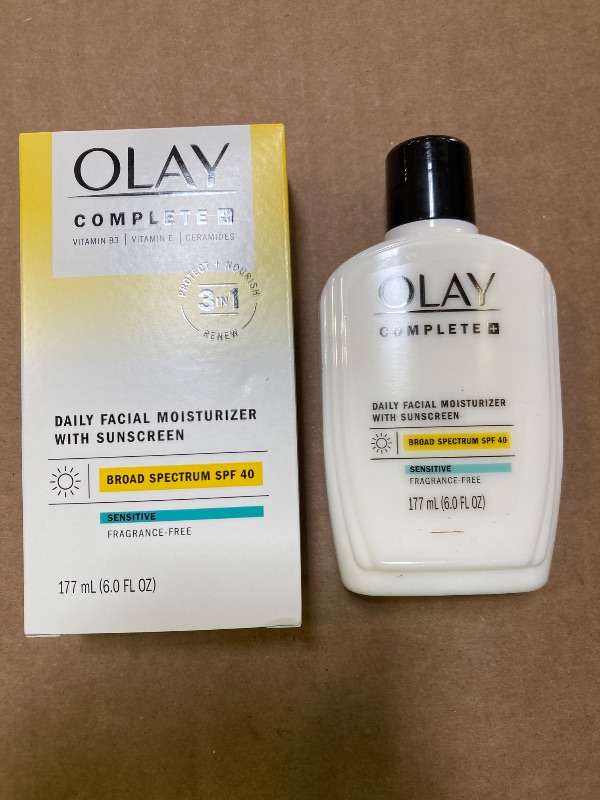 OLAY
COMPLETE +
VITAMIN B3 | VITAMIN E | CERAMIDES
PROTECT + NOURISH
3 IN 1
RENEW
DAILY FACIAL MOISTURIZER
WITH SUNSCREEN
BROAD SPECTRUM SPF 40
SENSITIVE
FRAGRANCE-FREE
177 mL (6.0 FL OZ)
OLAY
COMPLETE +
DAILY FACIAL MOISTURIZER
WITH SUNSCREEN
BROAD SPECTRUM SPF 40
SENSITIVE
FRAGRANCE-FREE
177 mL (6.0 FL OZ)